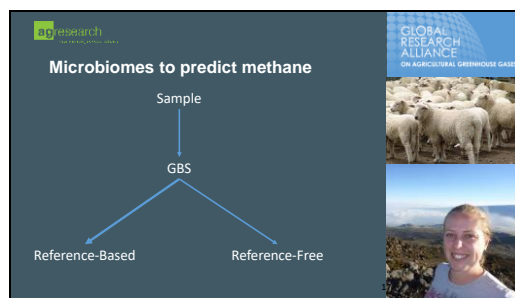 agresearch
GLOBAL
RESEARCH
ALLIANCE
ON AGRICULTURAL GREENHOUSE GASES
Microbiomes to predict methane
Sample
GBS
Reference-Based
Reference-Free